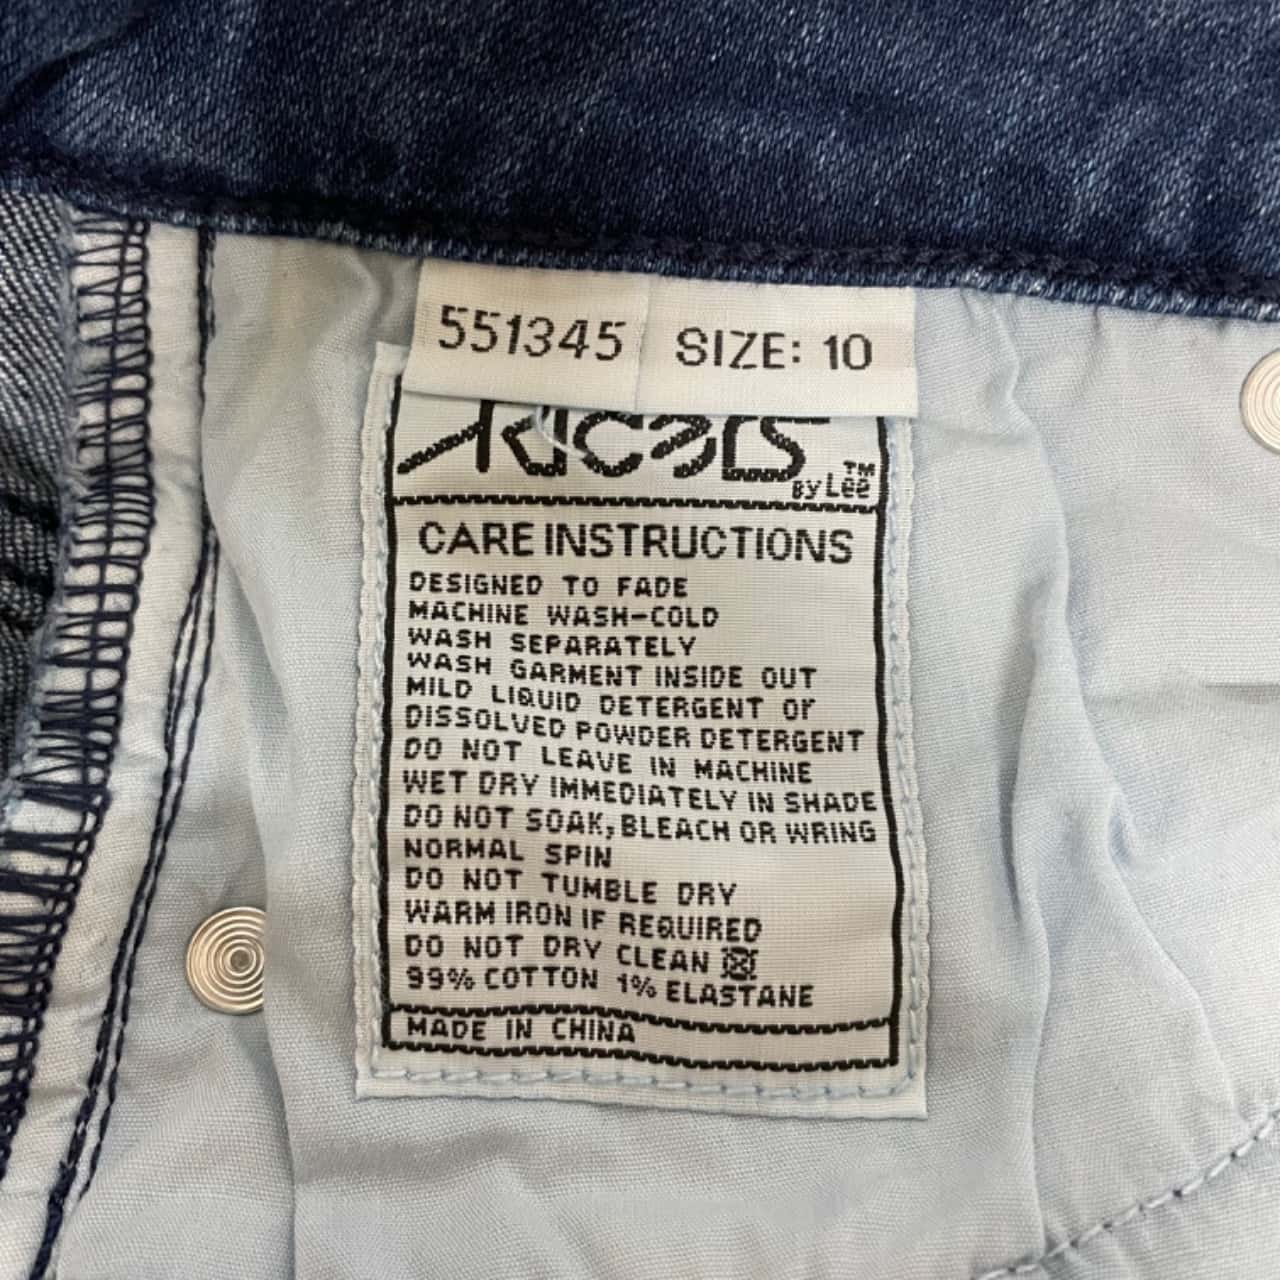 551345 SIZE: 10
RIDERS
BY Lee™
CARE INSTRUCTIONS
DESIGNED TO FADE
MACHINE WASH-COLD
WASH SEPARATELY
WASH GARMENT INSIDE OUT
MILD LIQUID DETERGENT or
DISSOLVED POWDER DETERGENT
DO NOT LEAVE IN MACHINE
WET DRY IMMEDIATELY IN SHADE
DO NOT SOAK, BLEACH OR WRING
NORMAL SPIN
DO NOT TUMBLE DRY
WARM IRON IF REQUIRED
DO NOT DRY CLEAN
99% COTTON 1% ELASTANE
MADE IN CHINA